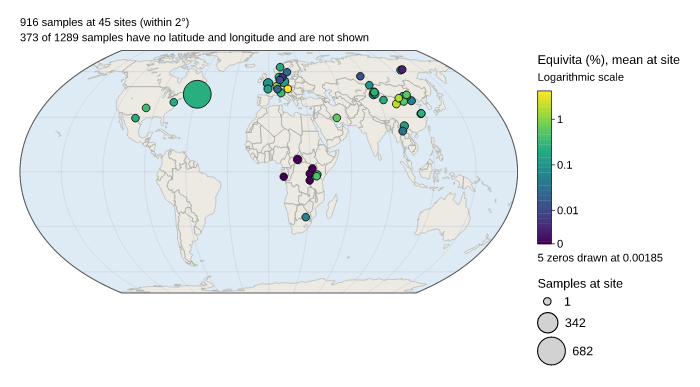 916 samples at 45 sites (within 2°)
373 of 1289 samples have no latitude and longitude and are not shown
Equivita (%), mean at site
Logarithmic scale
1
0.1
0.01
0
5 zeros drawn at 0.00185
Samples at site
1
342
682